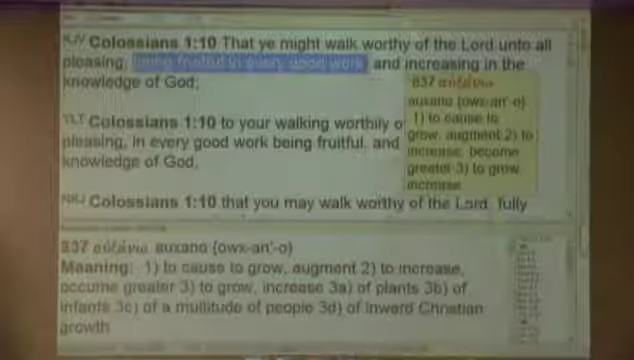 KJV Colossians 1:10 That ye might walk worthy of the Lord unto all
pleasing, being fruitful in every good work, and increasing in the
knowledge of God;
837 αὐξάνω
auxano {owx-an'-o}
1) to cause to
grow, augment 2) to
increase, become
greater 3) to grow,
increase
YLT Colossians 1:10 to your walking worthily o
pleasing, in every good work being fruitful, and
knowledge of God,
NKJ Colossians 1:10 that you may walk worthy of the Lord, fully
837 αὐξάνω auxano {owx-an'-o}
Meaning: 1) to cause to grow, augment 2) to increase,
become greater 3) to grow, increase 3a) of plants 3b) of
infants 3c) of a multitude of people 3d) of inward Christian
growth